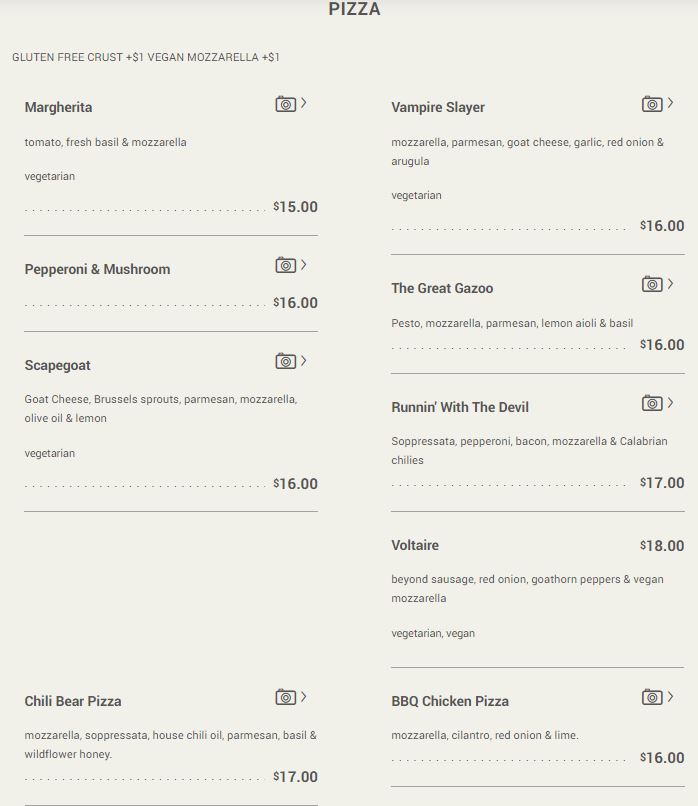 PIZZA
GLUTEN FREE CRUST +$1 VEGAN MOZZARELLA +$1
Margherita
tomato, fresh basil & mozzarella
vegetarian
$15.00
Pepperoni & Mushroom
$16.00
Scapegoat
Goat Cheese, Brussels sprouts, parmesan, mozzarella,
olive oil & lemon
vegetarian
$16.00
Vampire Slayer
mozzarella, parmesan, goat cheese, garlic, red onion &
arugula
vegetarian
$16.00
The Great Gazoo
Pesto, mozzarella, parmesan, lemon aioli & basil
$16.00
Runnin' With The Devil
Soppressata, pepperoni, bacon, mozzarella & Calabrian
chilies
$17.00
Voltaire $18.00
beyond sausage, red onion, goathorn peppers & vegan
mozzarella
vegetarian, vegan
Chili Bear Pizza
mozzarella, soppressata, house chili oil, parmesan, basil &
wildflower honey.
$17.00
BBQ Chicken Pizza
mozzarella, cilantro, red onion & lime.
$16.00